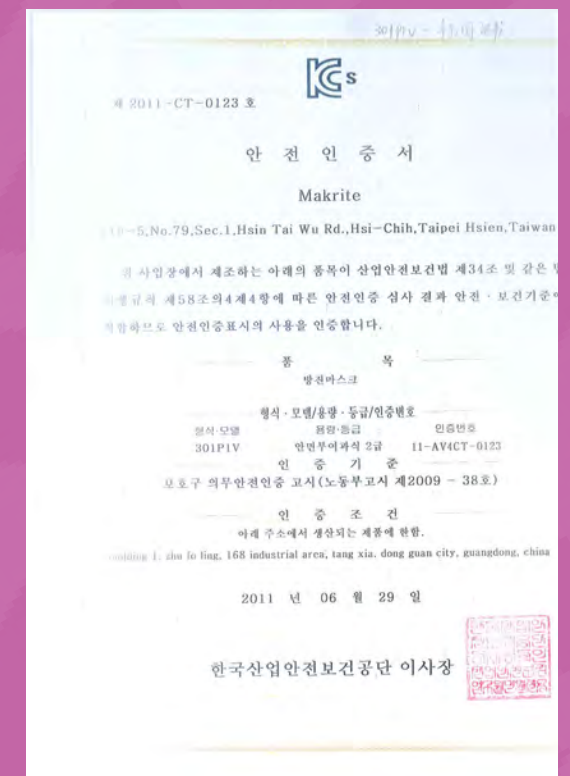 301P1V -
KCs
제 2011-CT-0123 호
안 전 인 증 서
Makrite
-5,No.79,Sec.1,Hsin Tai Wu Rd.,Hsi-Chih,Taipei Hsien,Taiwan
위 사업장에서 제조하는 아래의 품목이 산업안전보건법 제34조 및 같은 법
규칙 제58조의4제4항에 따른 안전인증 심사 결과 안전 · 보건기준에
적합하므로 안전인증표시의 사용을 인증합니다.
품 목
방진마스크
형식 · 모델/용량 · 등급/인증번호
형식·모델 용량·등급 인증번호
301P1V 안면부여과식 2급 11-AV4CT-0123
인 증 기 준
보호구 의무안전인증 고시(노동부고시 제2009 - 38호)
인 증 조 건
아래 주소에서 생산되는 제품에 한함.
1, zhu fo ling, 168 industrial area, tang xia, dong guan city, guangdong, china
2011 년 06 월 29 일
한국산업안전보건공단 이사장